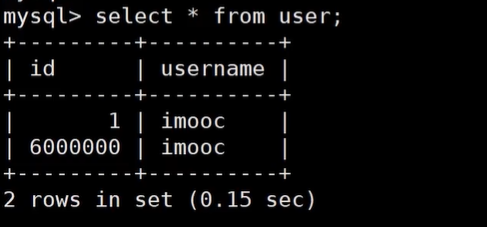 mysql> select * from user;
+---------+----------+
| id      | username |
+---------+----------+
|       1 | imooc    |
| 6000000 | imooc    |
+---------+----------+
2 rows in set (0.15 sec)